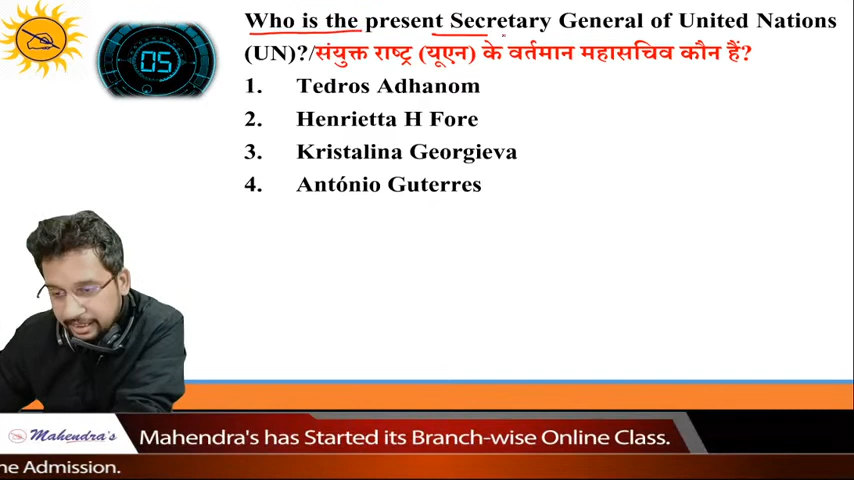 Who is the present Secretary General of United Nations
(UN)?/संयुक्त राष्ट्र (यूएन) के वर्तमान महासचिव कौन हैं?
05
1. Tedros Adhanom
2. Henrietta H Fore
3. Kristalina Georgieva
4. António Guterres
Mahendra's
Mahendra's has Started its Branch-wise Online Class.
ne Admission.